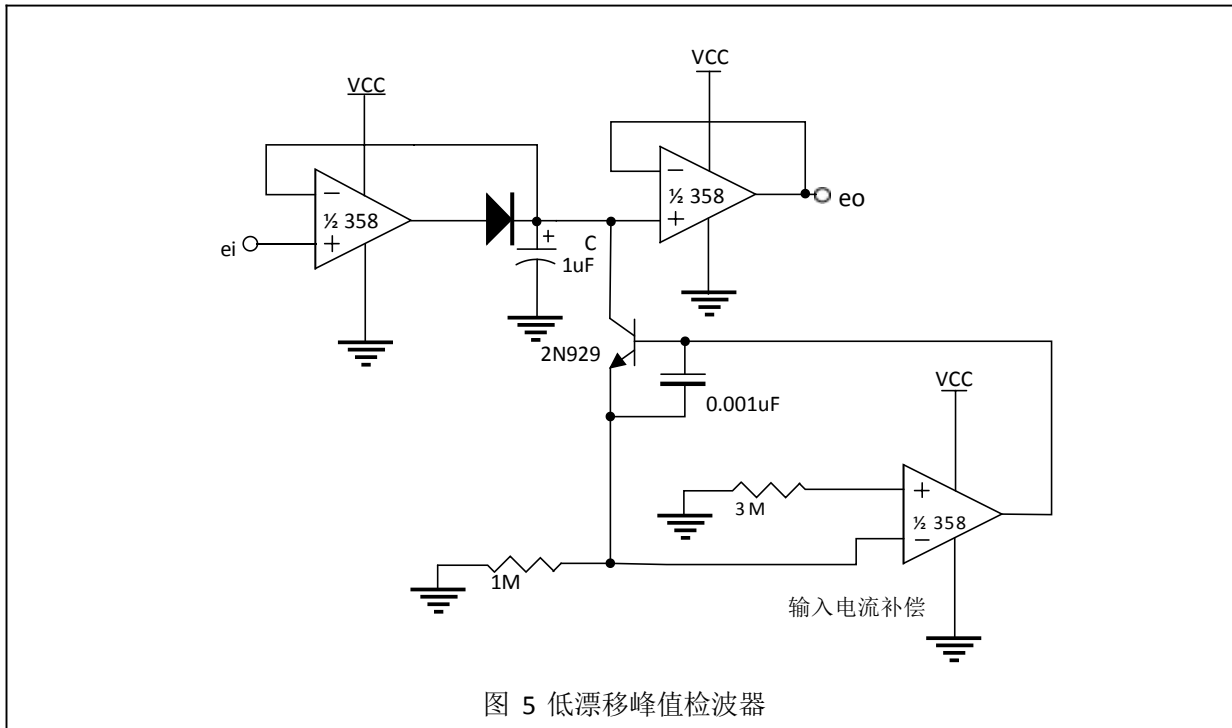 VCC
VCC
−
½ 358
+
ei
−
½ 358
+
eo
+
C
1uF
2N929
0.001uF
VCC
3 M
+
½ 358
−
1M
输入电流补偿
图 5 低漂移峰值检波器